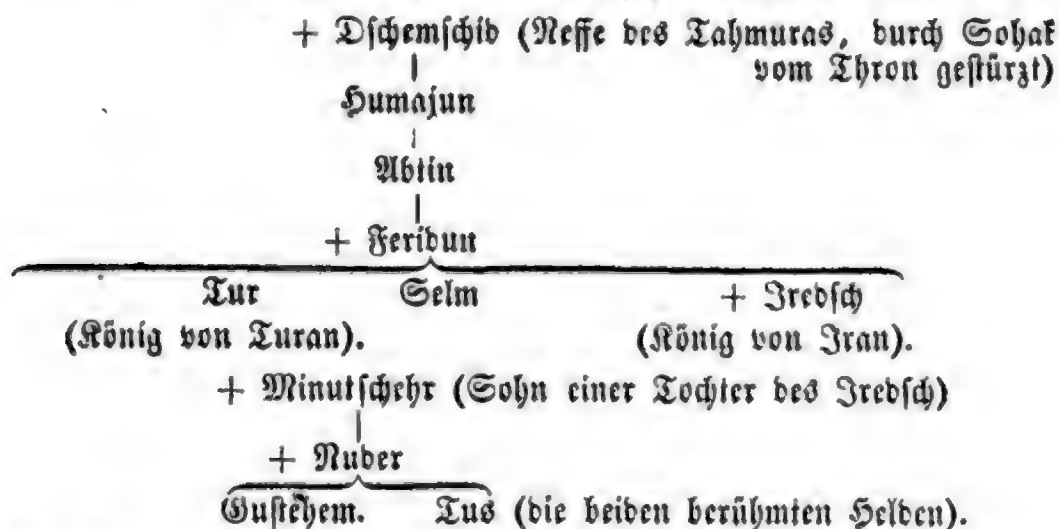 + Dschemschid (Neffe des Tahmuras, durch Sohak
vom Thron gestürzt)
Humajun
Abtin
+ Feridun
Tur Selm + Iredsch
(König von Turan). (König von Iran).
+ Minutschehr (Sohn einer Tochter des Iredsch)
+ Nuder
Gustehem. Tus (die beiden berühmten Helden).